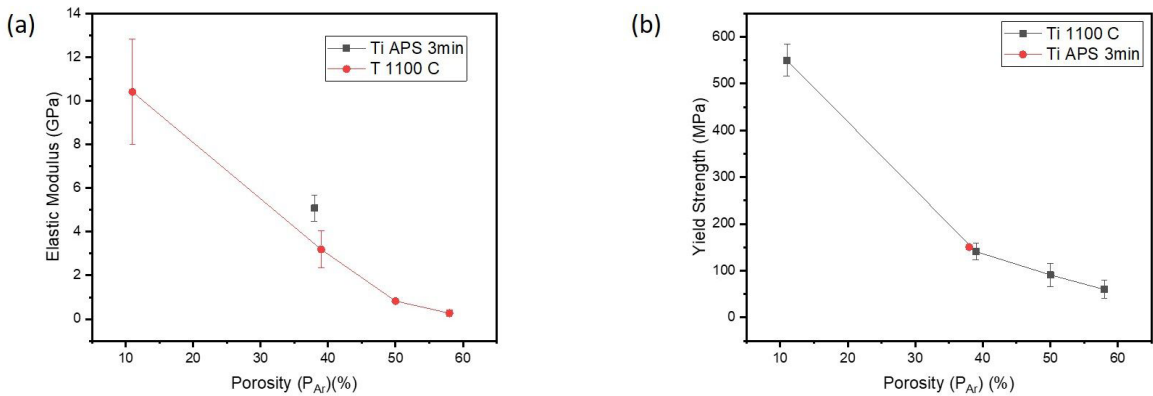 (a)
14
12
10
8
6
4
2
0
Elastic Modulus (GPa)
Ti APS 3min
T 1100 C
10 20 30 40 50 60
Porosity (PAr)(%)
(b)
600
500
400
300
200
150
100
0
Yield Strength (MPa)
Ti 1100 C
Ti APS 3min
10 20 30 40 50 60
Porosity (PAr) (%)